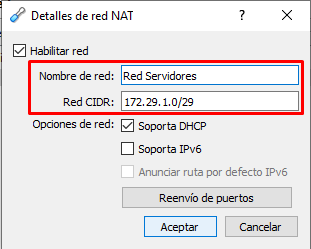 Detalles de red NAT ? ×
Habilitar red
Nombre de red: Red Servidores
Red CIDR: 172.29.1.0/29
Opciones de red: Soporta DHCP
Soporta IPv6
Anunciar ruta por defecto IPv6
Reenvío de puertos
Aceptar Cancelar